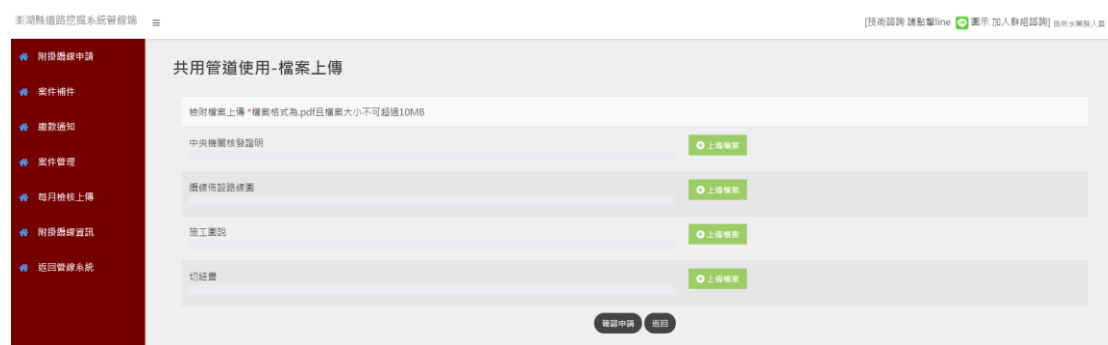 澎湖縣道路挖掘系統管線端
[技術諮詢 請點擊line 圖示 加入群組諮詢] 自來水業務人員
附掛纜線申請
案件補件
繳款通知
案件管理
每月檢核上傳
附掛纜線資訊
返回管線系統
共用管道使用-檔案上傳
檢附檔案上傳 *檔案格式為.pdf且檔案大小不可超過10MB
中央機關核發證明
上傳檔案
纜線佈設路線圖
上傳檔案
施工圖說
上傳檔案
切結書
上傳檔案
確認申請 返回